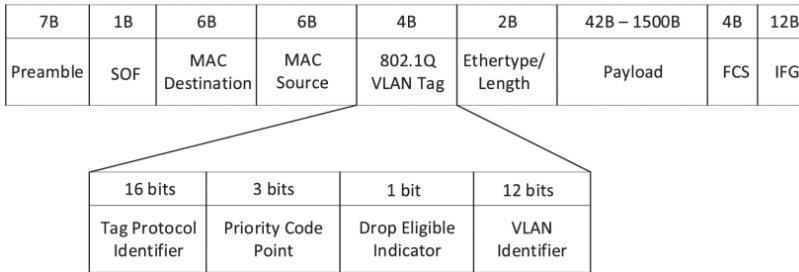 7B 1B 6B 6B 4B 2B 42B – 1500B 4B 12B
Preamble SOF MAC Destination MAC Source 802.1Q VLAN Tag Ethertype/ Length Payload FCS IFG
16 bits 3 bits 1 bit 12 bits
Tag Protocol Identifier Priority Code Point Drop Eligible Indicator VLAN Identifier